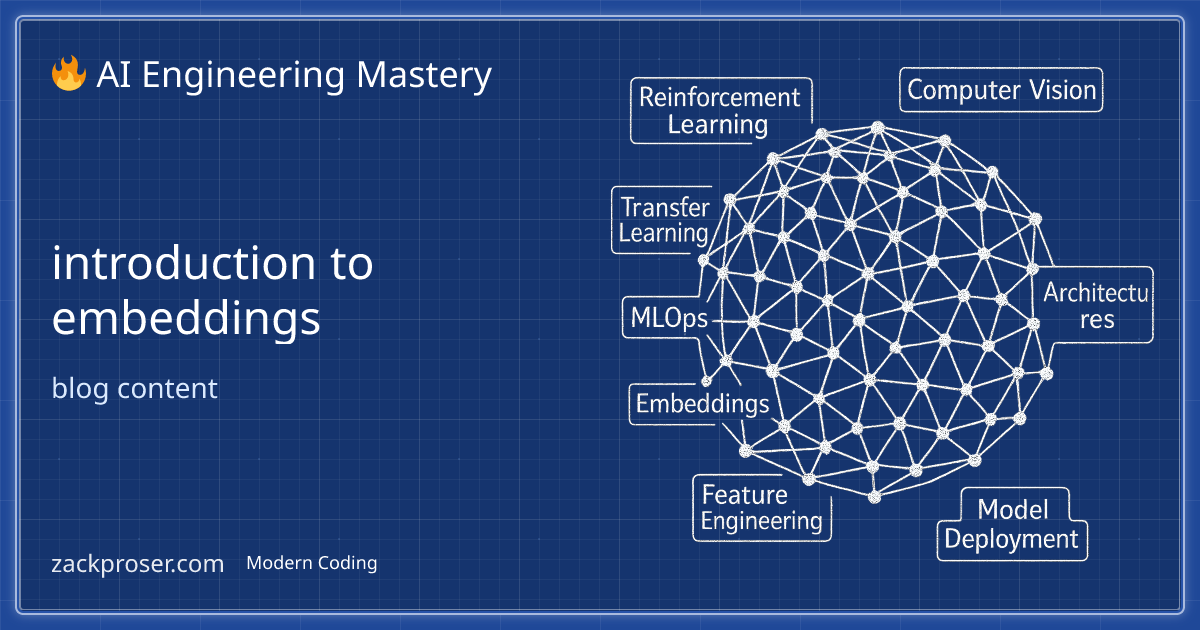 🔥 AI Engineering Mastery
introduction to
embeddings
blog content
zackproser.com
Modern Coding
Reinforcement
Learning
Computer Vision
Transfer
Learning
MLOps
Architectu
res
Embeddings
Feature
Engineering
Model
Deployment